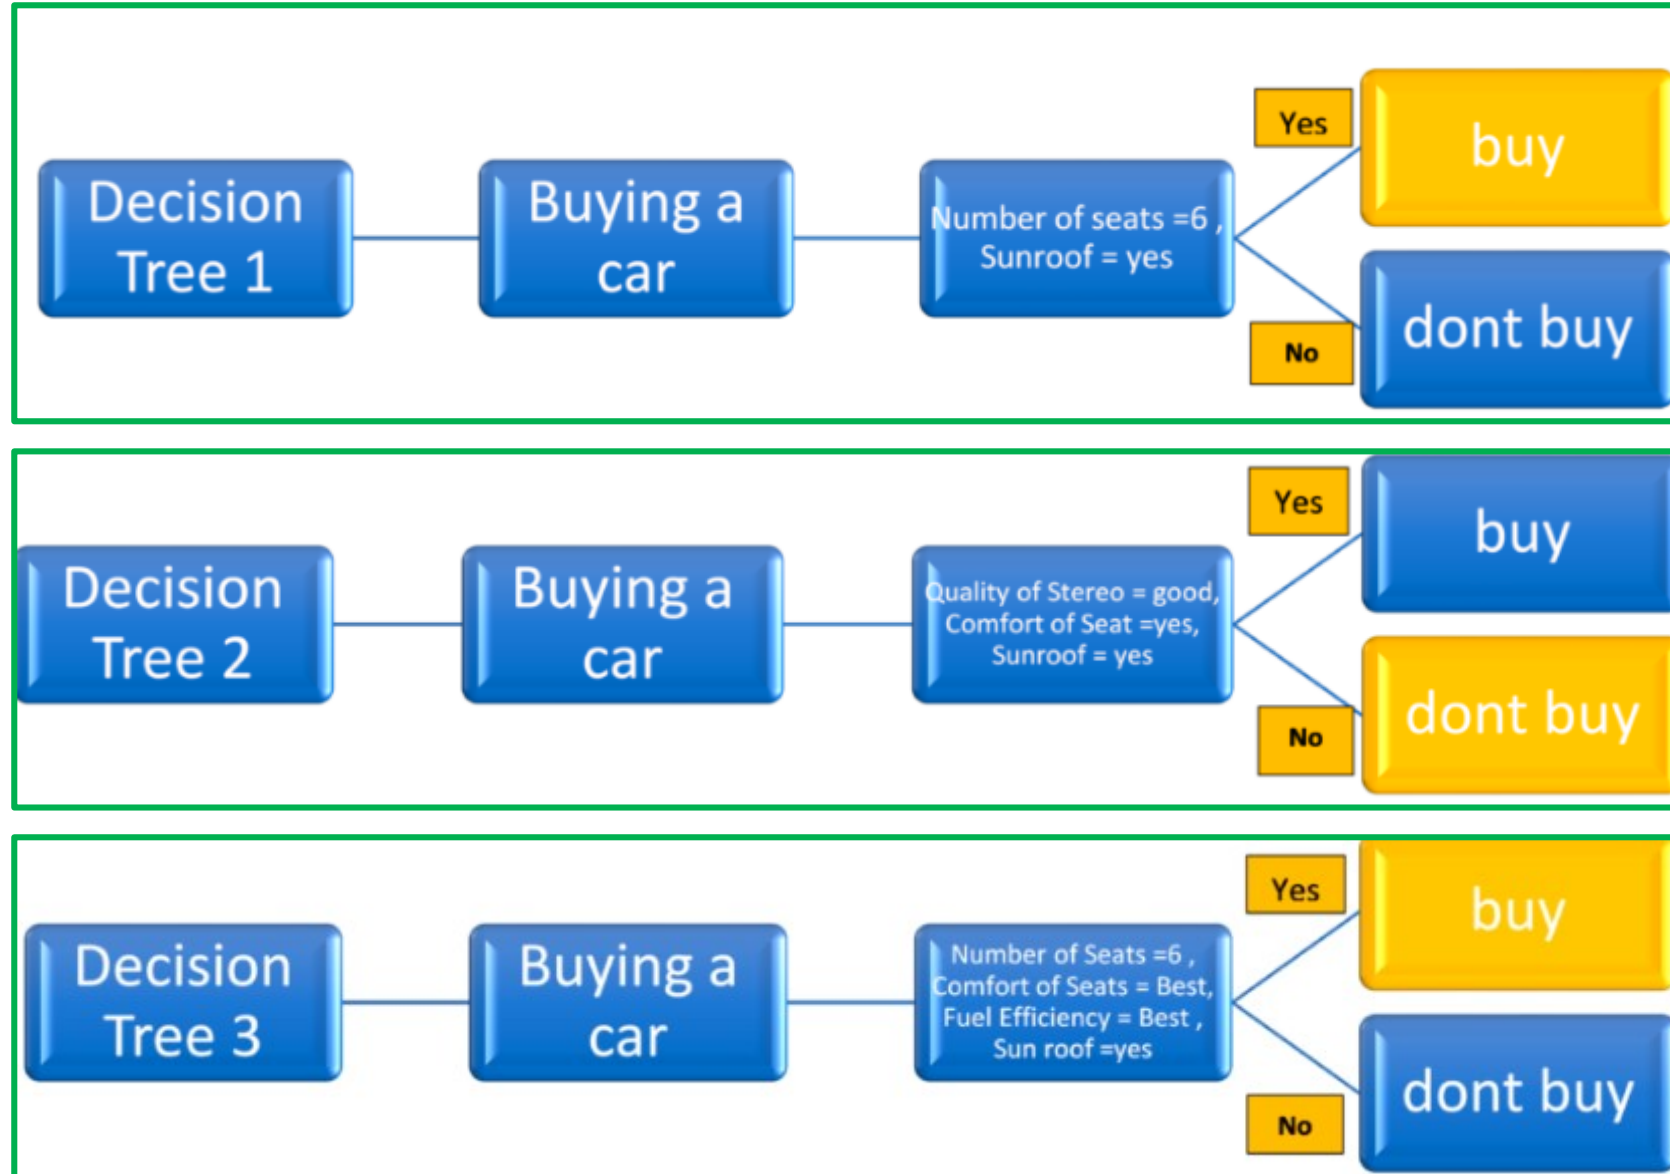 Decision
Tree 1
Buying a
car
Number of seats =6 ,
Sunroof = yes
Yes
buy
No
dont buy
Decision
Tree 2
Buying a
car
Quality of Stereo = good,
Comfort of Seat =yes,
Sunroof = yes
Yes
buy
No
dont buy
Decision
Tree 3
Buying a
car
Number of Seats =6 ,
Comfort of Seats = Best,
Fuel Efficiency = Best ,
Sun roof =yes
Yes
buy
No
dont buy